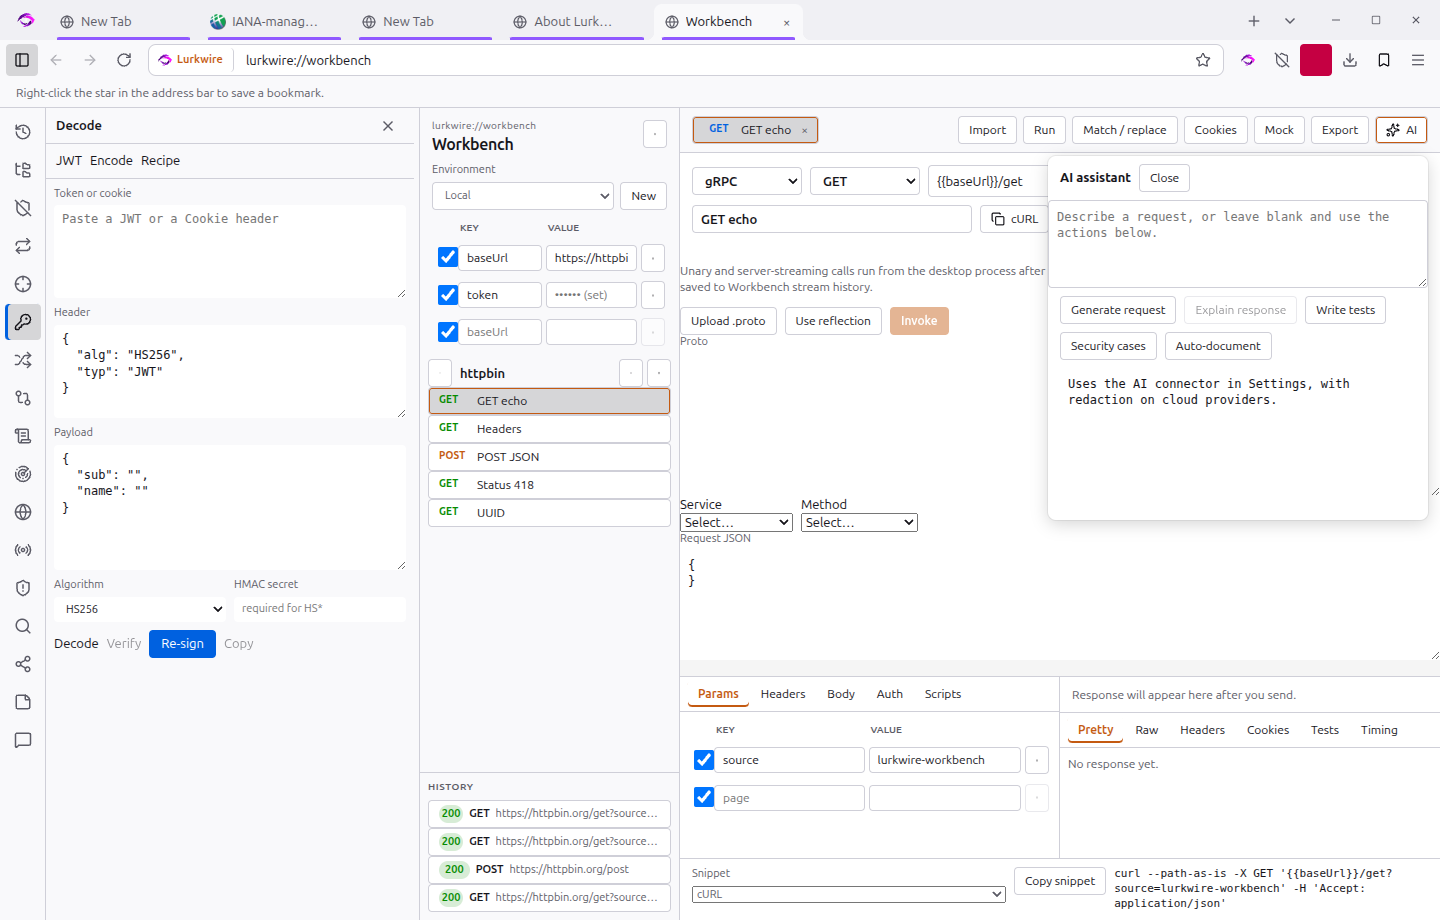 New Tab
IANA-manag...
New Tab
About Lurk...
Workbench
Lurkwire
lurkwire://workbench
Right-click the star in the address bar to save a bookmark.
Decode
JWT Encode Recipe
Token or cookie
Paste a JWT or a Cookie header
Header
{
"alg": "HS256",
"typ": "JWT"
}
Payload
{
"sub": "",
"name": ""
}
Algorithm
HMAC secret
HS256
required for HS*
Decode Verify Re-sign Copy
lurkwire://workbench
Workbench
Environment
Local
New
KEY VALUE
baseUrl https://httpbi
token •••••• (set)
baseUrl
httpbin
GET GET echo
GET Headers
POST POST JSON
GET Status 418
GET UUID
HISTORY
200 GET https://httpbin.org/get?source...
200 GET https://httpbin.org/get?source...
200 POST https://httpbin.org/post
200 GET https://httpbin.org/get?source...
GET GET echo ×
Import Run Match / replace Cookies Mock Export AI
gRPC GET {{baseUrl}}/get
GET echo cURL
Unary and server-streaming calls run from the desktop process after
saved to Workbench stream history.
Upload .proto Use reflection Invoke
Proto
Service Method
Select... Select...
Request JSON
{
}
AI assistant Close
Describe a request, or leave blank and use the
actions below.
Generate request Explain response Write tests
Security cases Auto-document
Uses the AI connector in Settings, with
redaction on cloud providers.
Params Headers Body Auth Scripts
KEY VALUE
source lurkwire-workbench
page
Response will appear here after you send.
Pretty Raw Headers Cookies Tests Timing
No response yet.
Snippet
cURL
Copy snippet
curl --path-as-is -X GET '{{baseUrl}}/get?
source=lurkwire-workbench' -H 'Accept:
application/json'